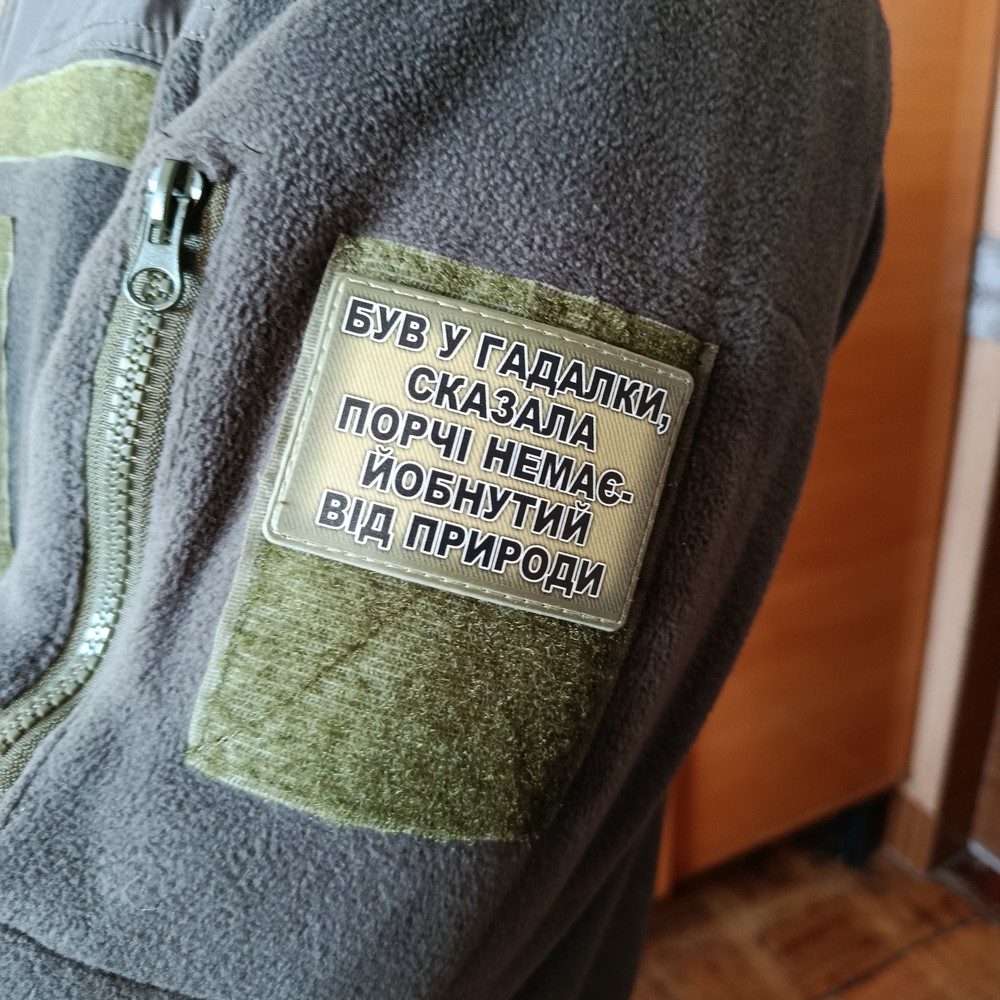 БУВ У ГАДАЛКИ,
СКАЗАЛА
ПОРЧІ НЕМАЄ-
ЙОБНУТИЙ
ВІД ПРИРОДИ